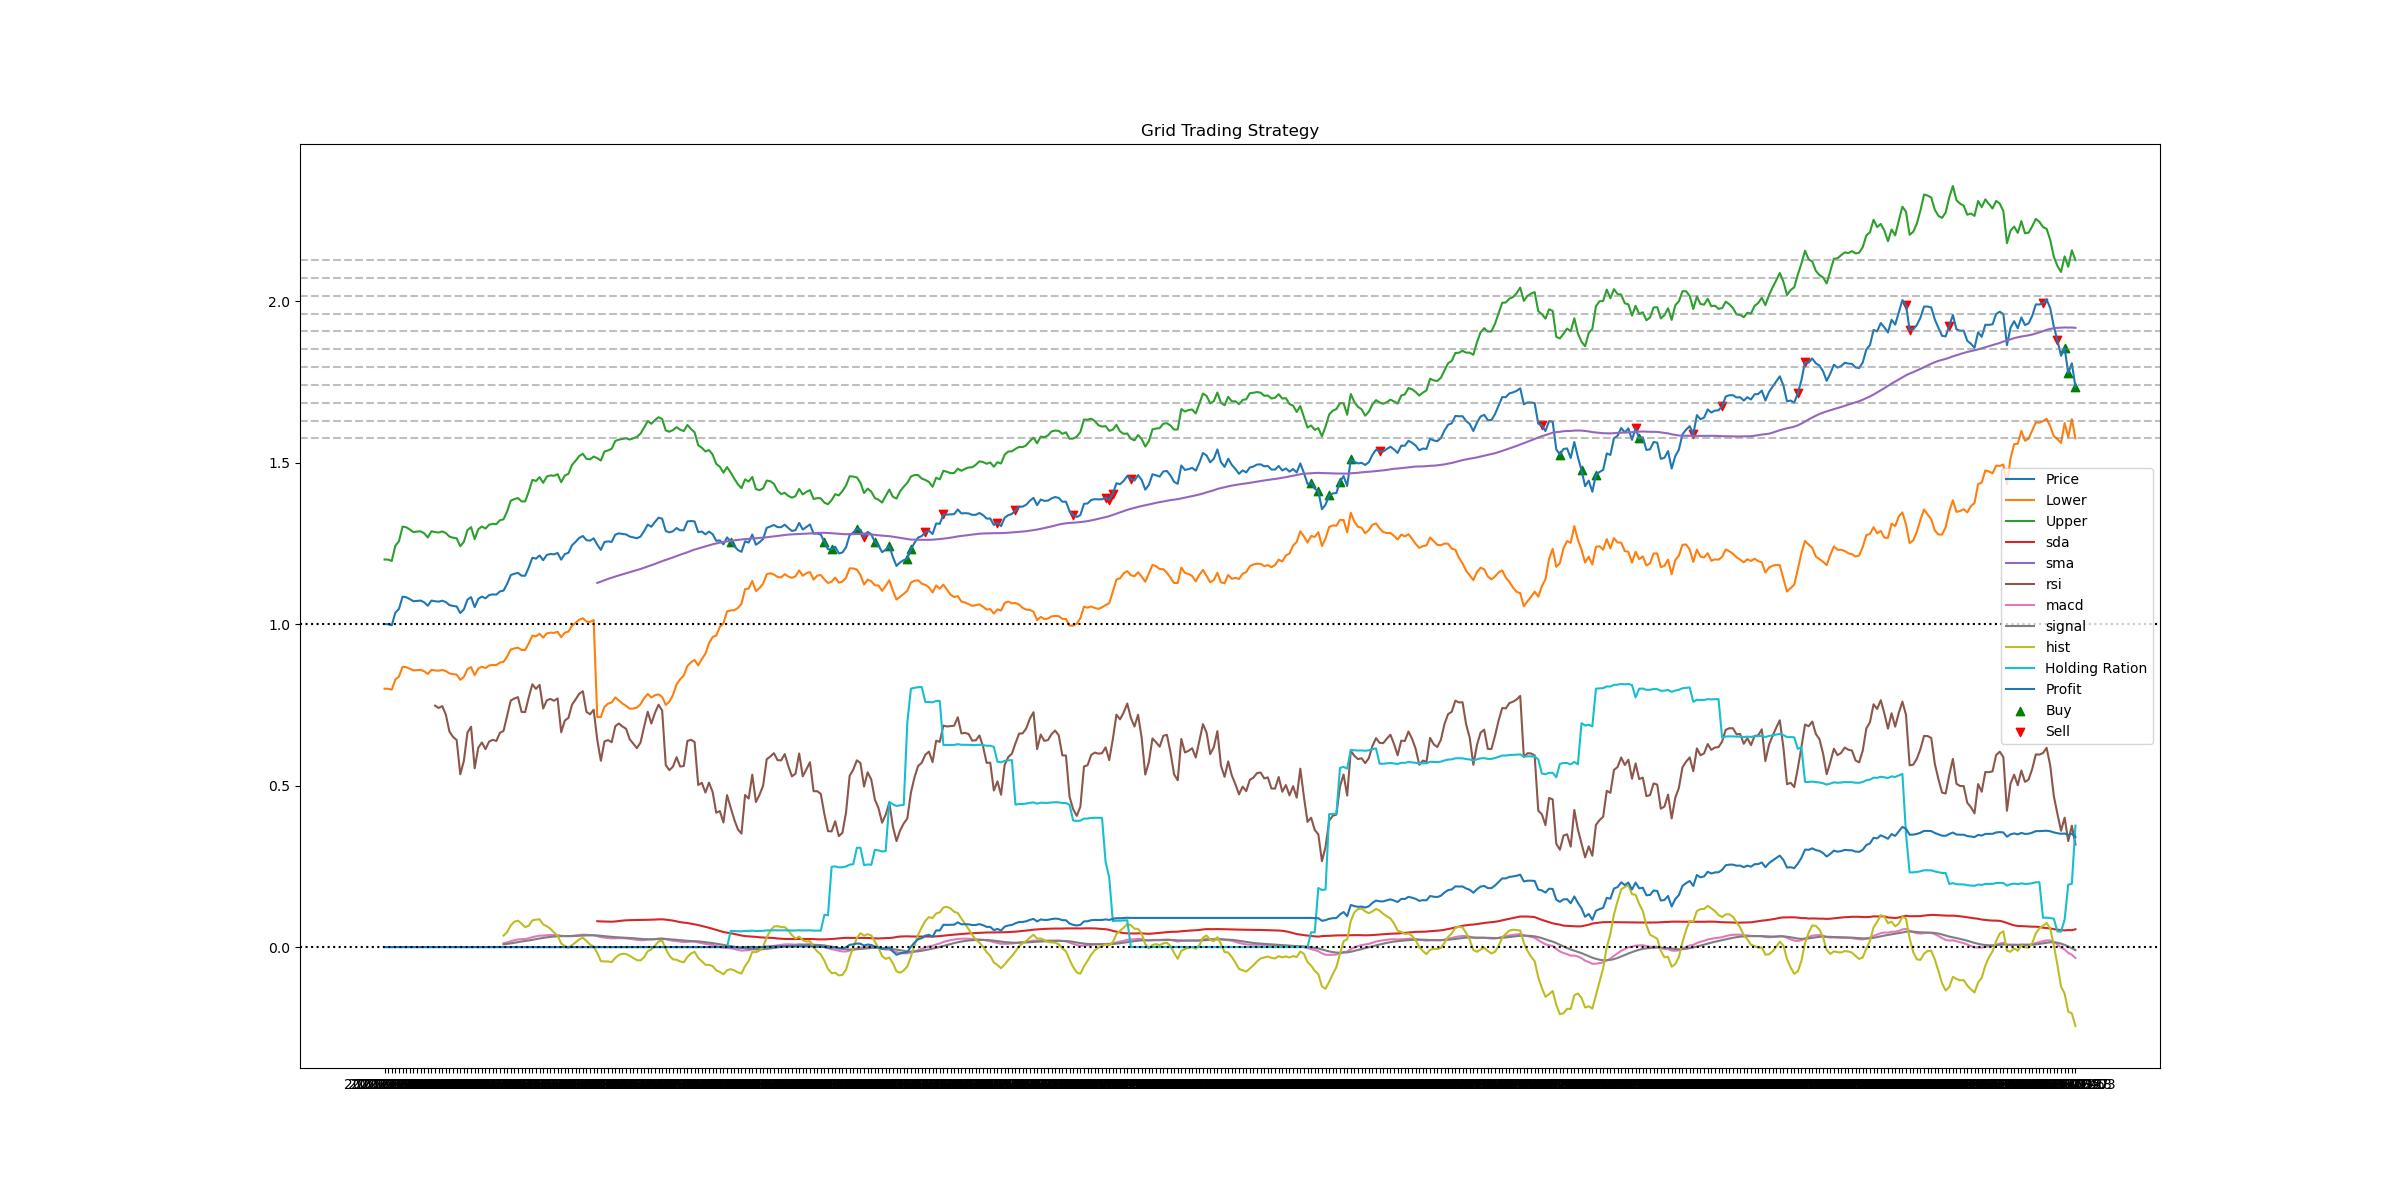 Grid Trading Strategy
2.0
1.5
1.0
0.5
0.0
Price
Lower
Upper
sda
sma
rsi
macd
signal
hist
Holding Ration
Profit
Buy
Sell